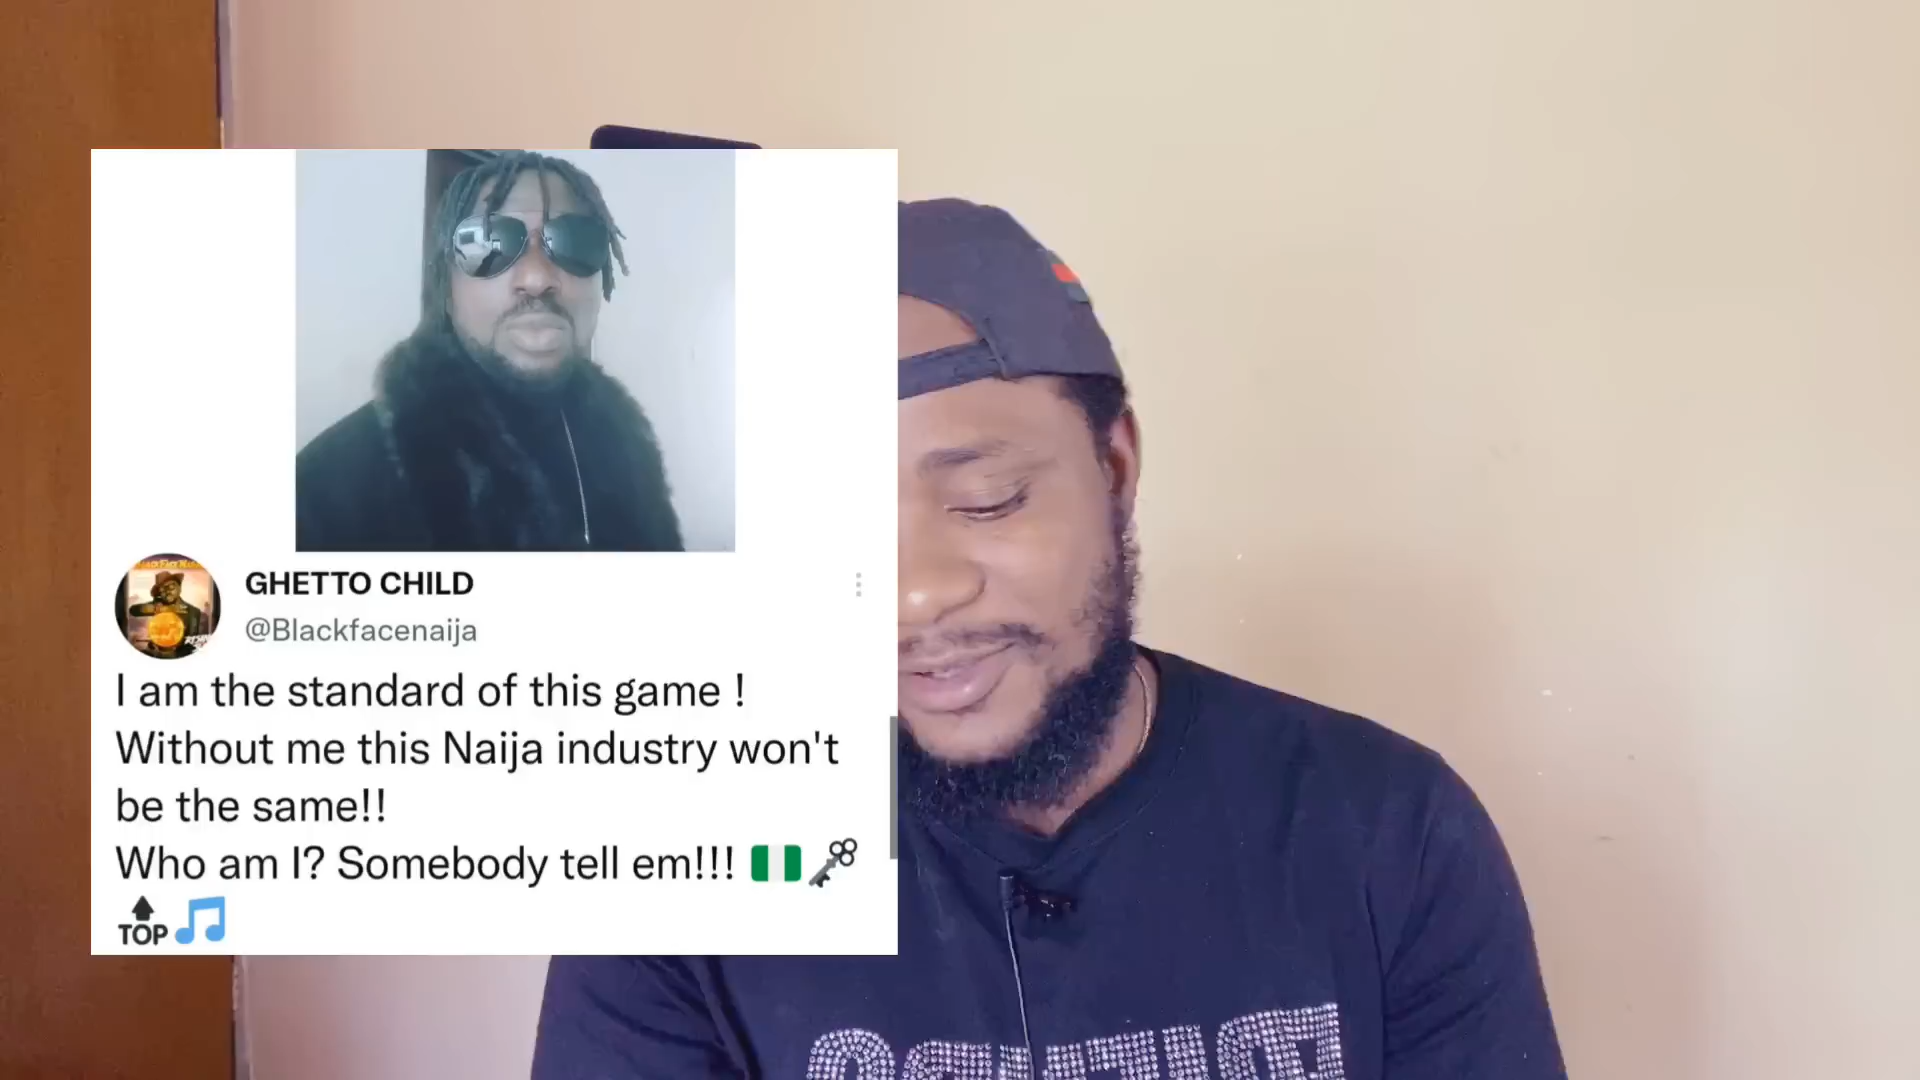 GHETTO CHILD
@Blackfacenaija
I am the standard of this game !
Without me this Naija industry won't
be the same!!
Who am I? Somebody tell em!!! 🇳🇬🗝️
🔝🎵